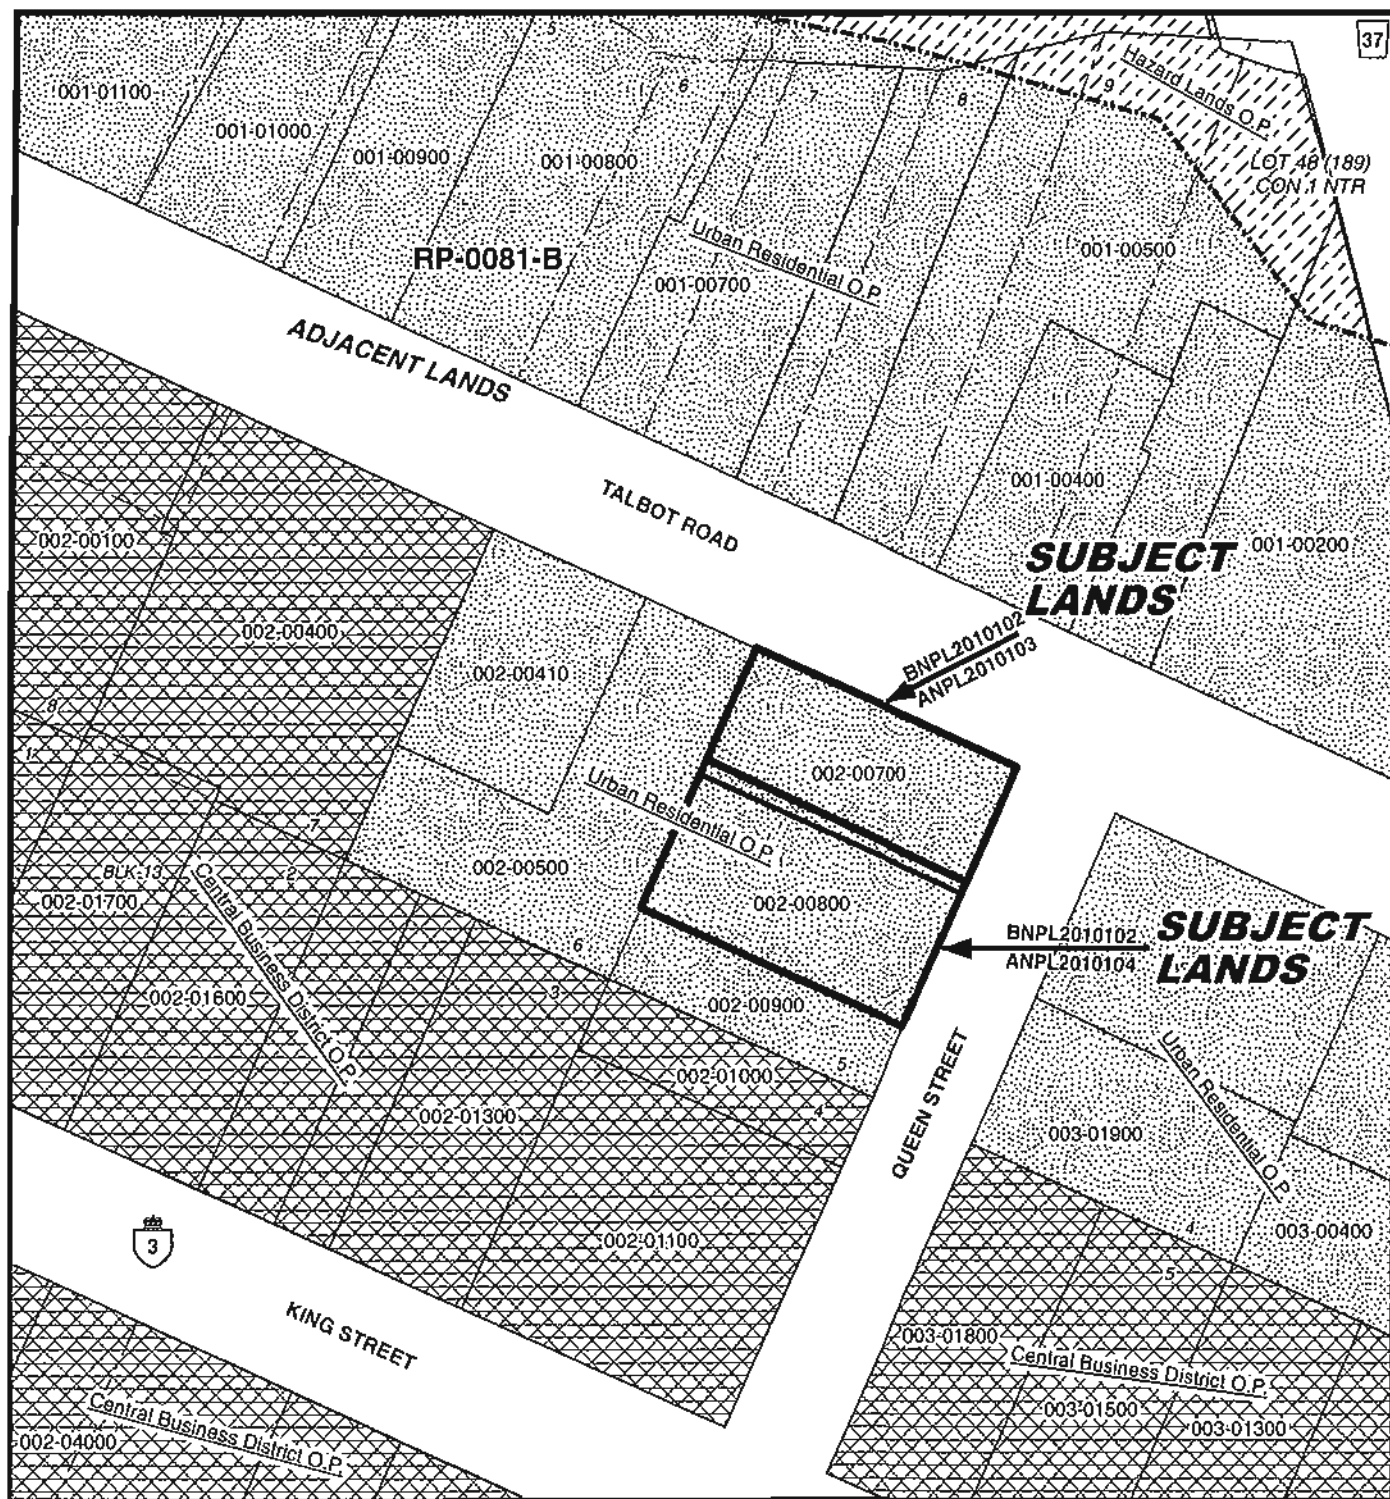 37
5
001-01100
6
7
8
9
Hazard Lands O.P.
001-01000
001-00900
001-00800
LOT 48 (189)
CON 1 NTR
RP-0081-B
Urban Residential O.P.
001-00700
001-00500
ADJACENT LANDS
TALBOT ROAD
001-00400
001-00200
002-00100
SUBJECT
LANDS
002-00400
BNPL2010102
ANPL2010103
002-00410
8
12
002-00700
Urban Residential O.P.
7
BLK-13
2
002-00500
002-01700
Central Business District O.P.
002-00800
6
BNPL2010102
ANPL2010104
SUBJECT
LANDS
002-01600
3
002-00900
5
QUEEN STREET
Urban Residential O.P.
002-01000
4
002-01300
003-01900
002-01100
4
003-00400
3
5
KING STREET
003-01800
Central Business District O.P.
003-01500
003-01300
Central Business District O.P.
002-04000